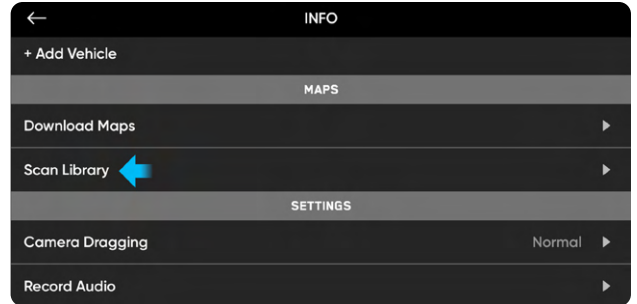 INFO
+ Add Vehicle
MAPS
Download Maps
Scan Library
SETTINGS
Camera Dragging Normal
Record Audio